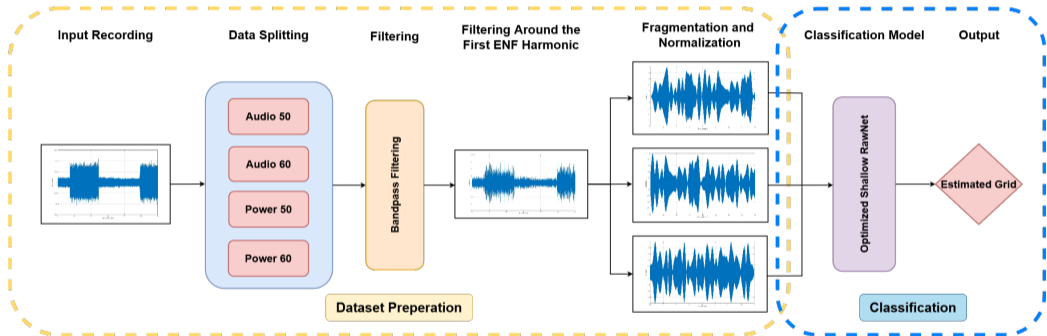 Input Recording
Data Splitting
Filtering
Filtering Around the
First ENF Harmonic
Fragmentation and
Normalization
Classification Model
Output
Audio 50
Audio 60
Power 50
Power 60
Bandpass Filtering
Optimized Shallow RawNet
Estimated Grid
Dataset Preperation
Classification